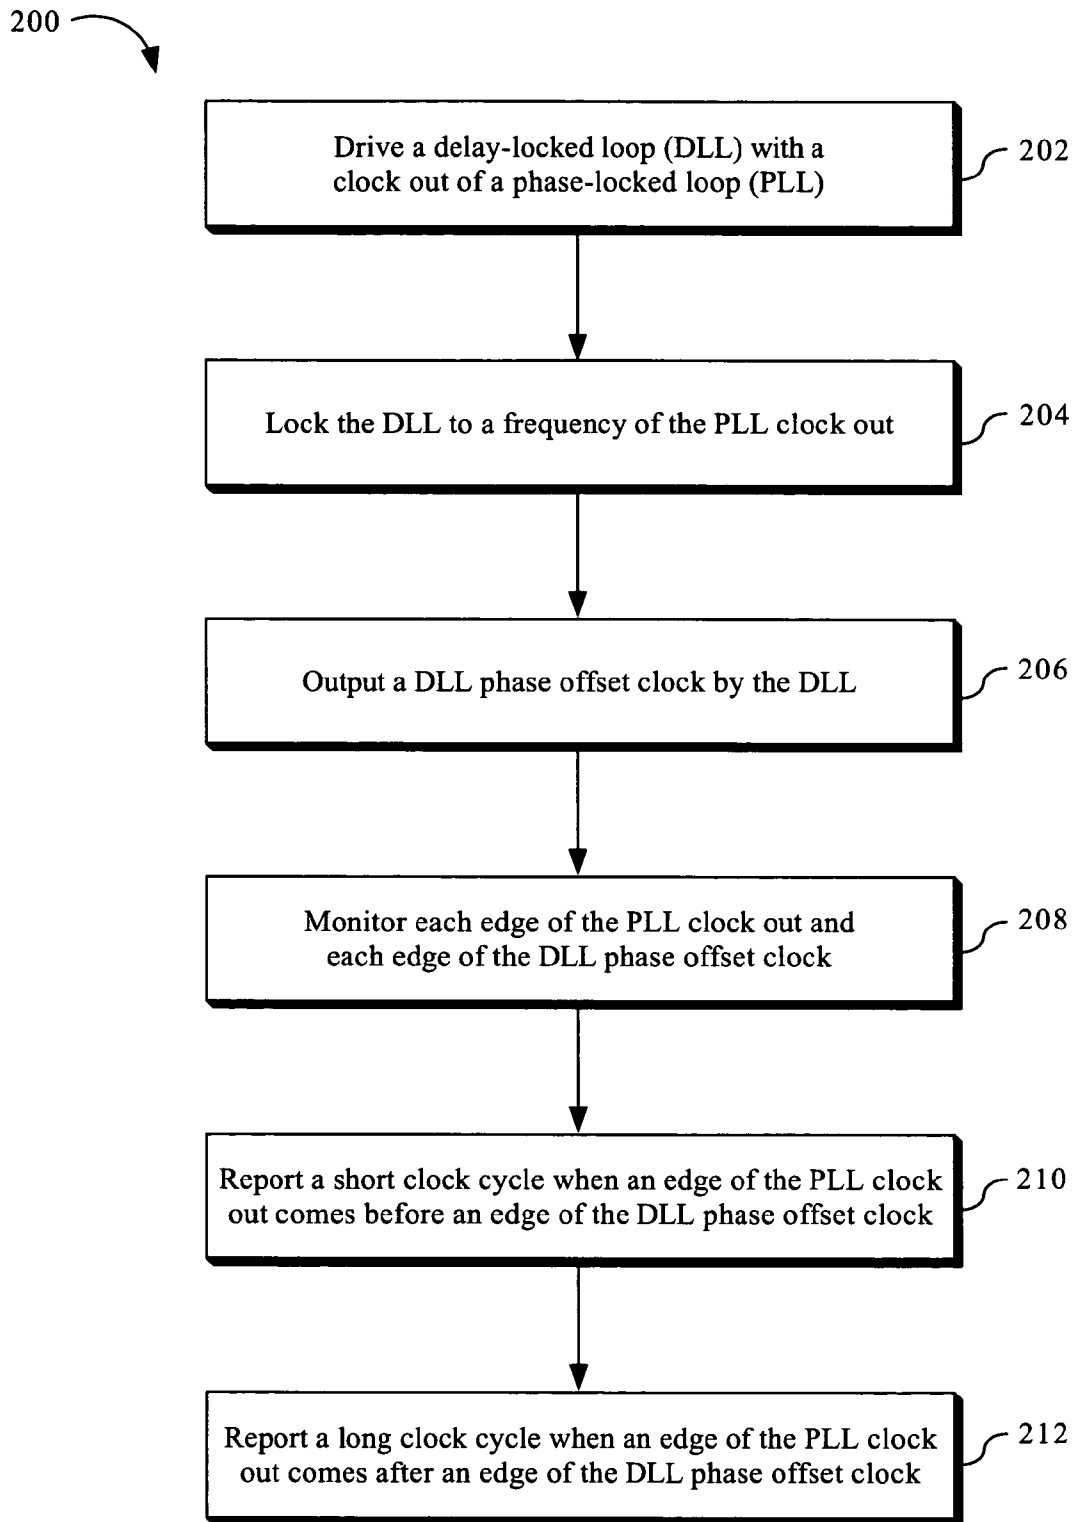 200
Drive a delay-locked loop (DLL) with a
clock out of a phase-locked loop (PLL)
202
Lock the DLL to a frequency of the PLL clock out
204
Output a DLL phase offset clock by the DLL
206
Monitor each edge of the PLL clock out and
each edge of the DLL phase offset clock
208
Report a short clock cycle when an edge of the PLL clock
out comes before an edge of the DLL phase offset clock
210
Report a long clock cycle when an edge of the PLL clock
out comes after an edge of the DLL phase offset clock
212